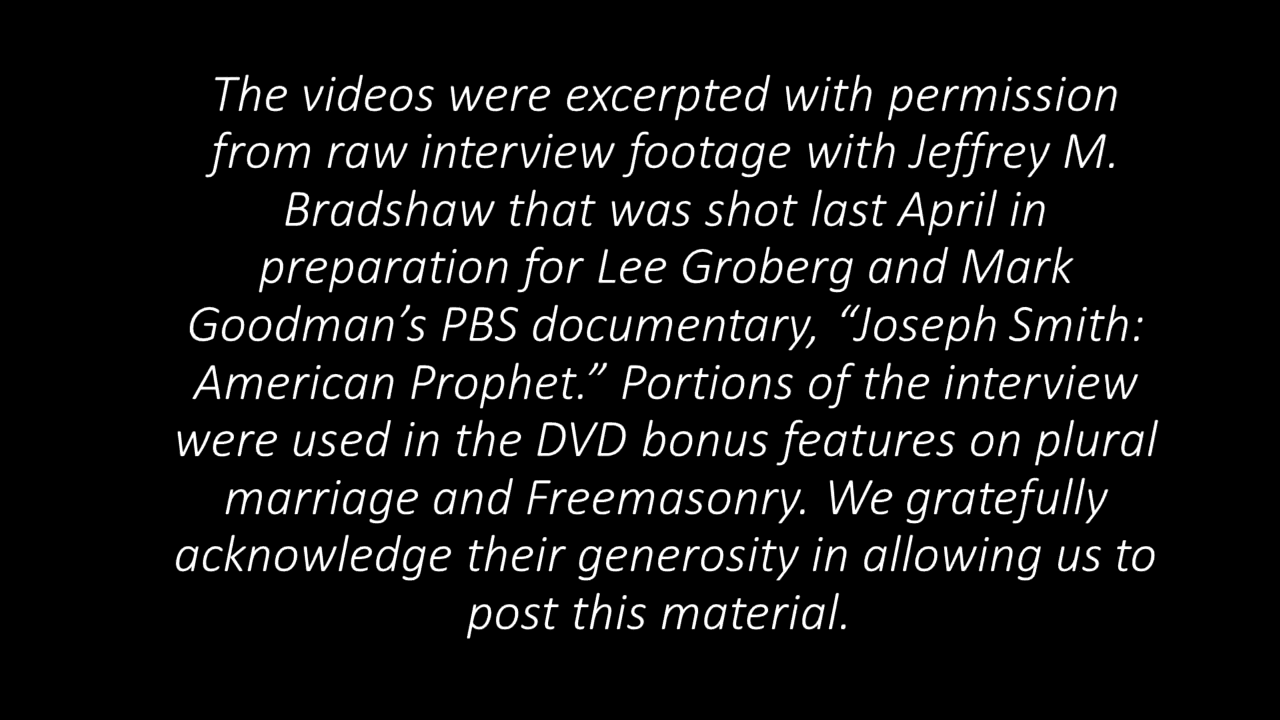 The videos were excerpted with permission
from raw interview footage with Jeffrey M.
Bradshaw that was shot last April in
preparation for Lee Groberg and Mark
Goodman’s PBS documentary, “Joseph Smith:
American Prophet.” Portions of the interview
were used in the DVD bonus features on plural
marriage and Freemasonry. We gratefully
acknowledge their generosity in allowing us to
post this material.